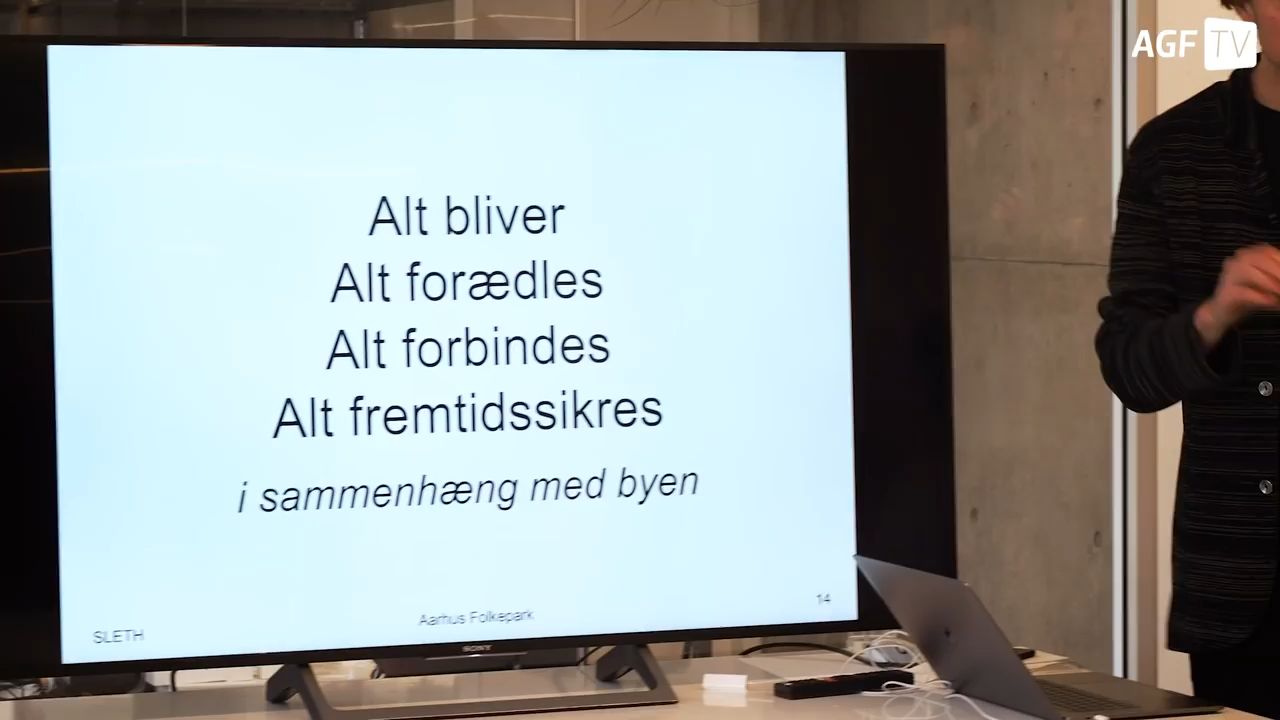 AGF TV
Alt bliver
Alt forædles
Alt forbindes
Alt fremtidssikres
i sammenhæng med byen
14
Aarhus Folkepark
SLETH
SONY